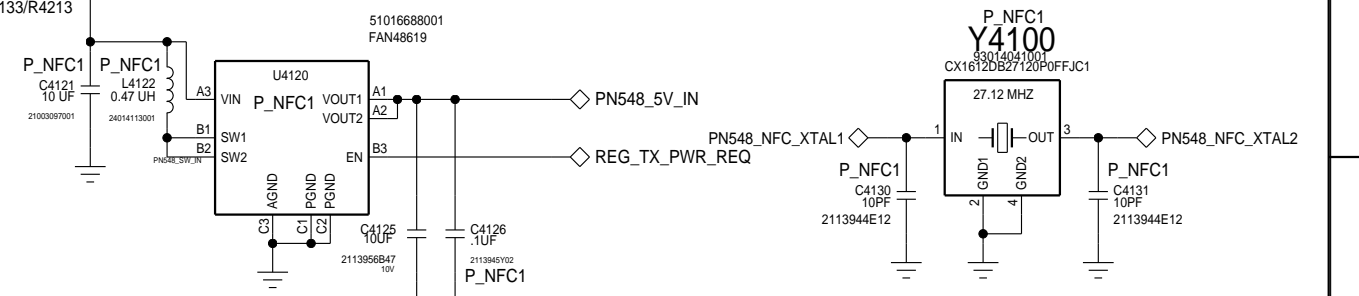 133/R4213
51016688001
FAN48619
P_NFC1
C4121
10 UF
21003097001
P_NFC1
L4122
0.47 UH
24014113001
U4120
P_NFC1
A3
VIN
B1
SW1
B2
SW2
PN548_SW_IN
VOUT1
A1
VOUT2
A2
EN
B3
AGND
PGND
PGND
C3
C1
C2
PN548_5V_IN
REG_TX_PWR_REQ
C4125
10UF
2113956B47
10V
C4126
.1UF
2113945Y02
P_NFC1
P_NFC1
Y4100
93014041001
CX1612DB27120P0FFJC1
27.12 MHZ
PN548_NFC_XTAL1
1
IN
OUT
3
PN548_NFC_XTAL2
GND1
GND2
2
4
P_NFC1
C4130
10PF
2113944E12
P_NFC1
C4131
10PF
2113944E12